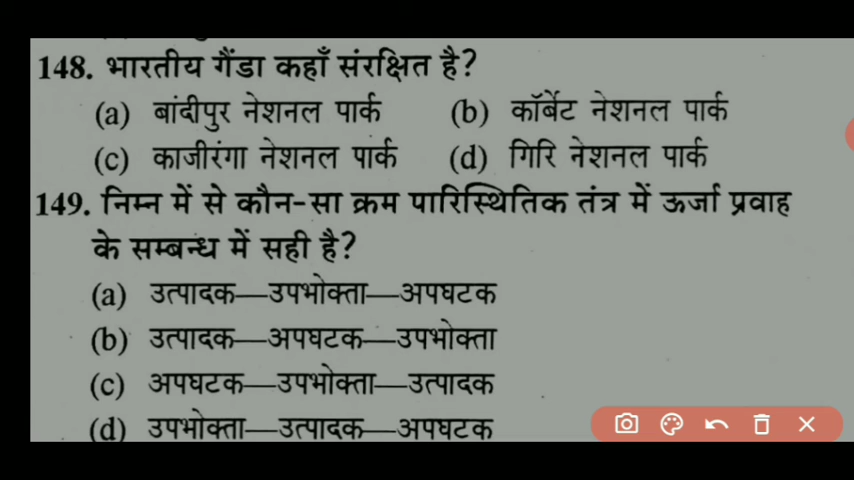 148. भारतीय गैंडा कहाँ संरक्षित है?
(a) बांदीपुर नेशनल पार्क (b) कॉर्बेट नेशनल पार्क
(c) काजीरंगा नेशनल पार्क (d) गिरि नेशनल पार्क
149. निम्न में से कौन-सा क्रम पारिस्थितिक तंत्र में ऊर्जा प्रवाह
के सम्बन्ध में सही है?
(a) उत्पादक—उपभोक्ता—अपघटक
(b) उत्पादक—अपघटक—उपभोक्ता
(c) अपघटक—उपभोक्ता—उत्पादक
(d) उपभोक्ता—उत्पादक—अपघटक